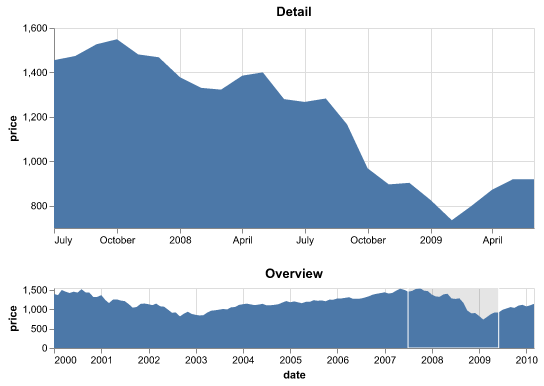 Detail
1,600
1,400
1,200
1,000
800
price
July October 2008 April July October 2009 April
Overview
1,500
1,000
500
0
price
2000 2001 2002 2003 2004 2005 2006 2007 2008 2009 2010
date